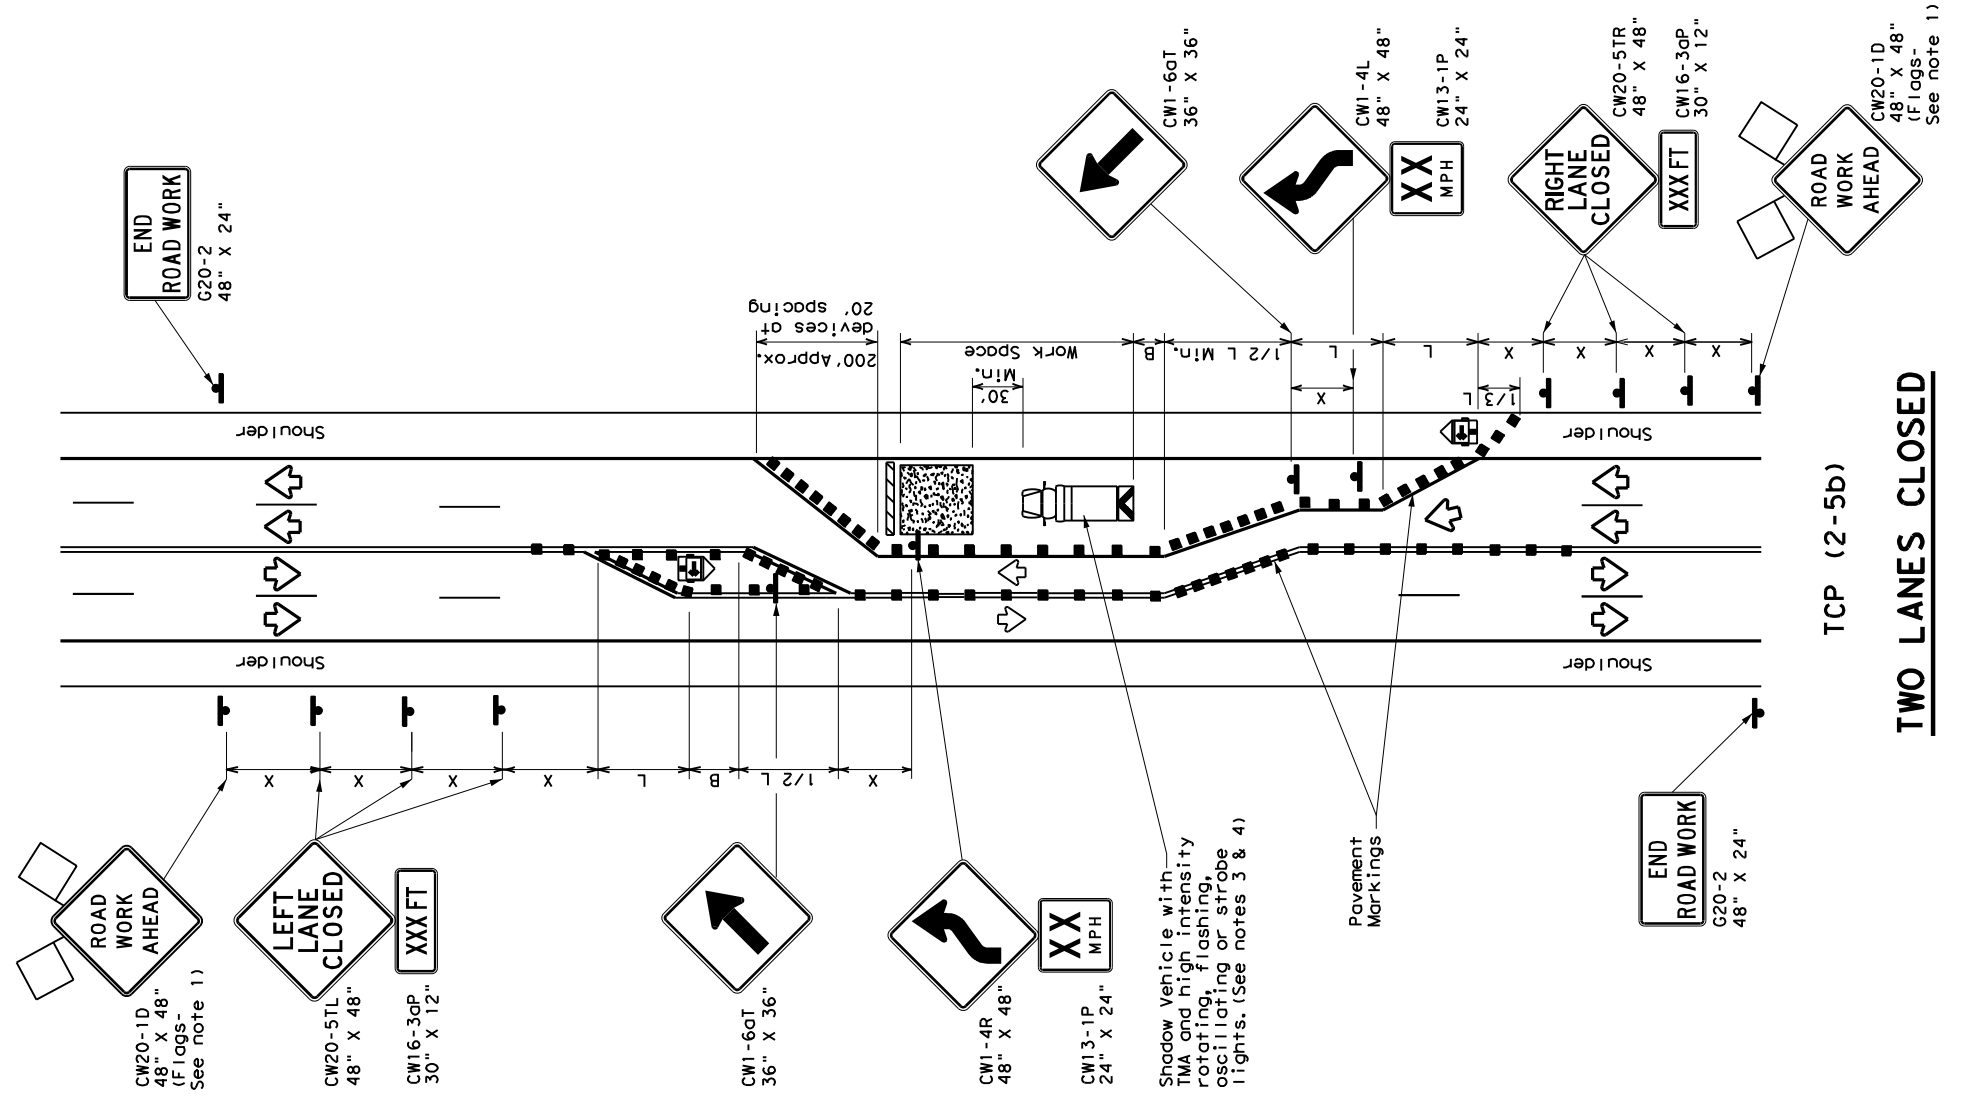 END
ROAD WORK
G20-2
48" X 24"
CW1-6aT
36" X 36"
CW1-4L
48" X 48"
XX
MPH
CW13-1P
24" X 24"
RIGHT
LANE
CLOSED
CW20-5TR
48" X 48"
XXX FT
CW16-3aP
30" X 12"
ROAD
WORK
AHEAD
CW20-1D
48" X 48"
(Flags-
See note 1)
200'Approx.
devices at
20' spacing
Work Space
30'
Min.
B
1/2 L Min.
L
L
X
X
X
X
X
1/3 L
Shoulder
Shoulder
Shoulder
Shoulder
X
X
X
X
L
B
1/2 L
X
ROAD
WORK
AHEAD
CW20-1D
48" X 48"
(Flags-
See note 1)
LEFT
LANE
CLOSED
CW20-5TL
48" X 48"
XXX FT
CW16-3aP
30" X 12"
CW1-6aT
36" X 36"
CW1-4R
48" X 48"
XX
MPH
CW13-1P
24" X 24"
Shadow Vehicle with
TMA and high intensity
rotating, flashing,
oscillating or strobe
lights. (See notes 3 & 4)
Pavement
Markings
END
ROAD WORK
G20-2
48" X 24"
TCP (2-5b)
TWO LANES CLOSED